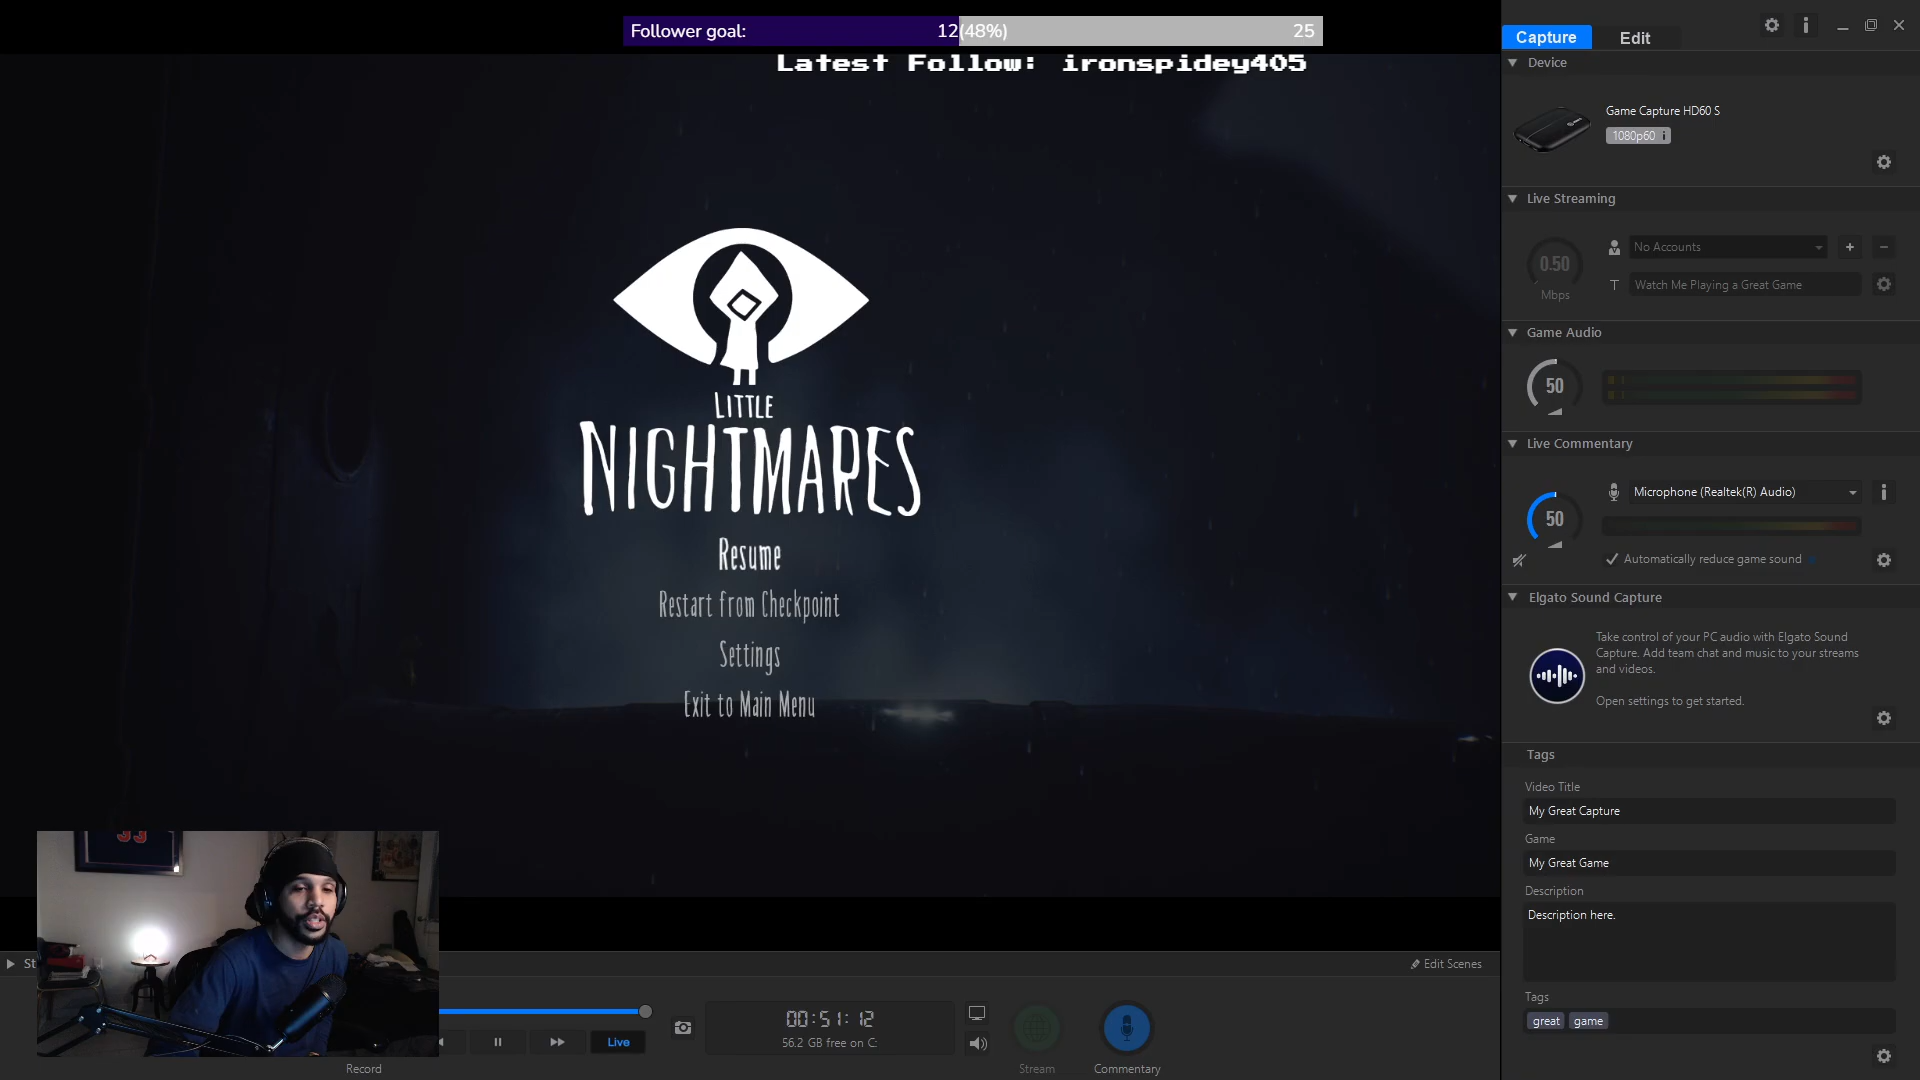 Follower goal: 12(48%) 25
Latest Follow: ironspidey405
LITTLE
NIGHTMARES
Resume
Restart from Checkpoint
Settings
Exit to Main Menu
St
Edit Scenes
00:51:12
56.2 GB free on C:
Live
Record
Stream
Commentary
Capture
Edit
Device
Game Capture HD60 S
1080p60 i
Live Streaming
0.50
Mbps
No Accounts
T
Watch Me Playing a Great Game
Game Audio
50
Live Commentary
50
Microphone (Realtek(R) Audio)
Automatically reduce game sound
Elgato Sound Capture
Take control of your PC audio with Elgato Sound
Capture. Add team chat and music to your streams
and videos.
Open settings to get started.
Tags
Video Title
My Great Capture
Game
My Great Game
Description
Description here.
Tags
great game